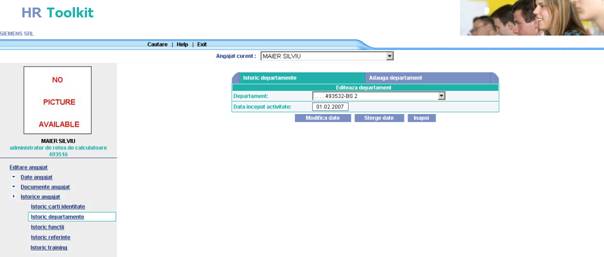 HR Toolkit
SIEMENS SRL
Cautare | Help | Exit
Angajat curent : MAIER SILVIU
NO
PICTURE
AVAILABLE
MAIER SILVIU
administrator de retea de calculatoare
493516
Editare angajat
Date angajat
Documente angajat
Istorice angajat
Istoric carti identitate
Istoric departamente
Istoric functii
Istoric referinte
Istoric training
Istoric departamente Adauga departament
Editeaza departament
Departament: . . . . 493532-BS 2
Data inceput activitate: 01.02.2007
Modifica date Sterge date Inapoi